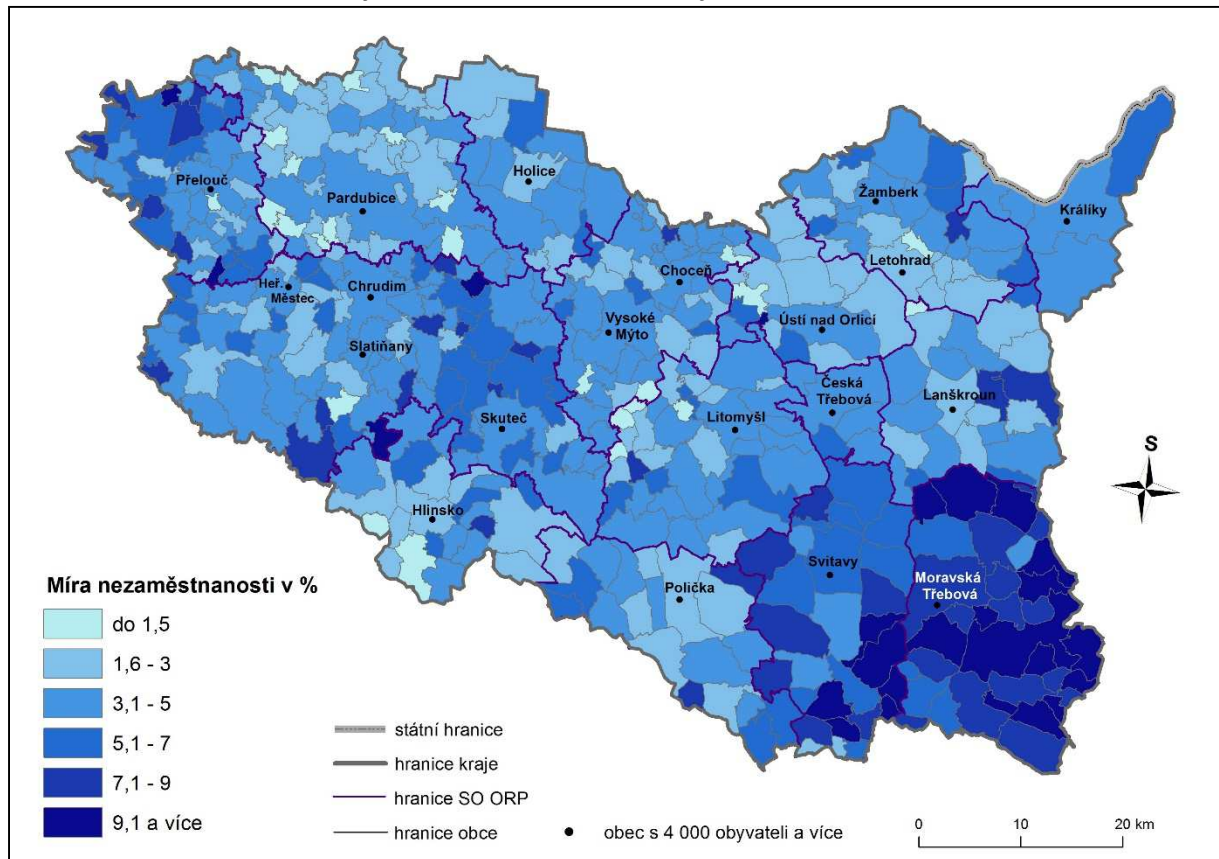 Holice
Přelouč
Pardubice
Žamberk
Králíky
Letohrad
Choceň
Heř.
Městec
Chrudim
Ústí nad Orlicí
Vysoké
Mýto
Slatiňany
Česká
Třebová
Lanškroun
Skuteč
Litomyšl
S
Hlinsko
Svitavy
Moravská
Třebová
Polička
Míra nezaměstnanosti v %
do 1,5
1,6 - 3
3,1 - 5
5,1 - 7
7,1 - 9
9,1 a více
státní hranice
hranice kraje
hranice SO ORP
hranice obce
obec s 4 000 obyvateli a více
0 10 20 km